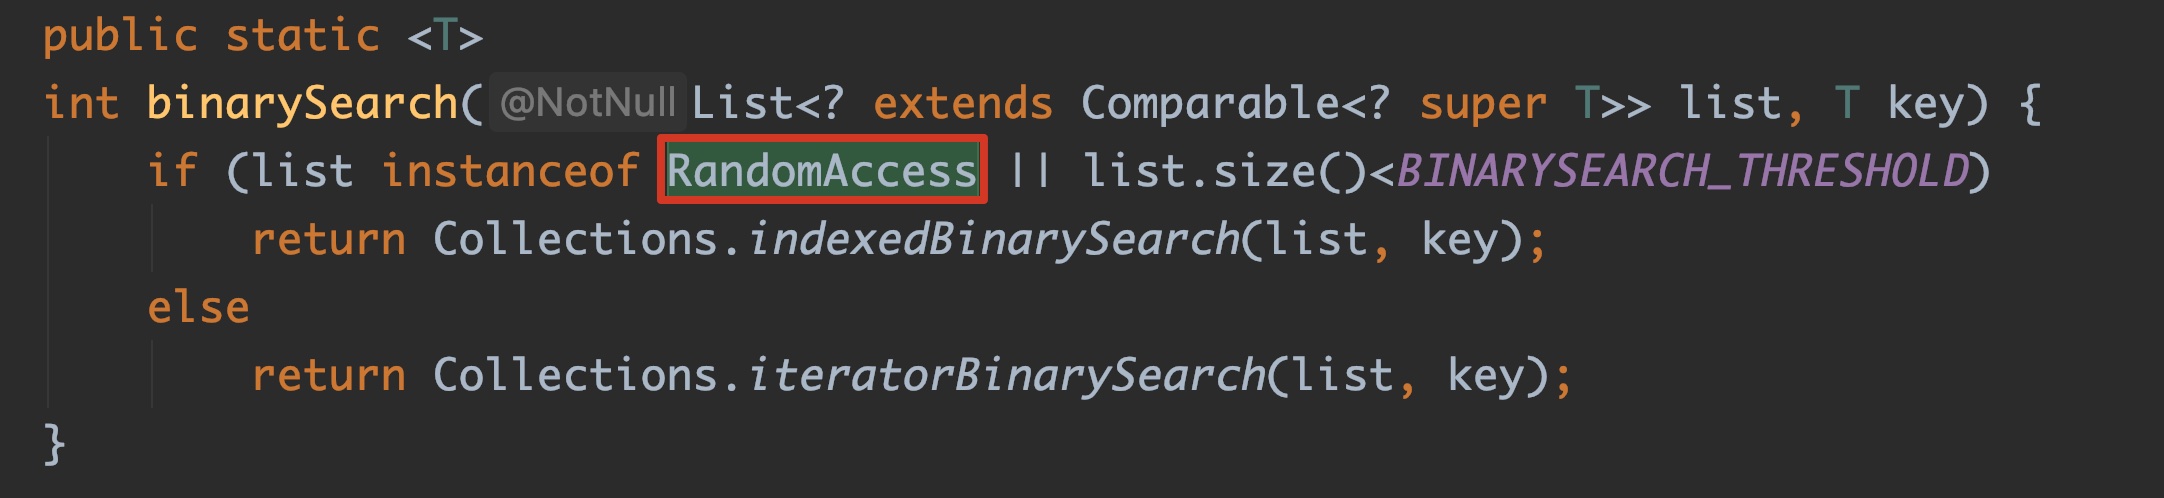 public static <T>
int binarySearch( @NotNull List<? extends Comparable<? super T>> list, T key) {
if (list instanceof RandomAccess || list.size()<BINARYSEARCH_THRESHOLD)
return Collections.indexedBinarySearch(list, key);
else
return Collections.iteratorBinarySearch(list, key);
}